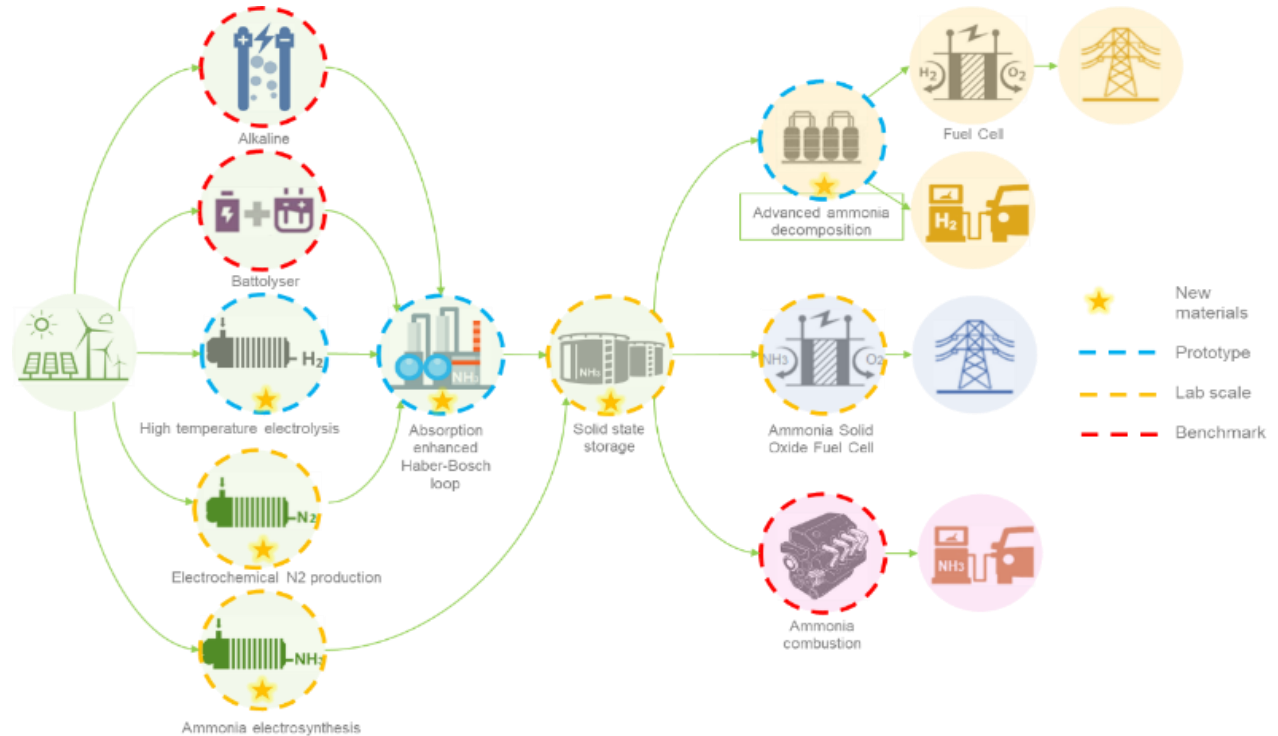 Alkaline
Battolyser
H₂
High temperature electrolysis
N₂
Electrochemical N2 production
NH₃
Ammonia electrosynthesis
NH₃
Absorption
enhanced
Haber-Bosch
loop
NH₃
Solid state
storage
Advanced ammonia
decomposition
H₂
O₂
Fuel Cell
H₂
NH₃
O₂
Ammonia Solid
Oxide Fuel Cell
Ammonia
combustion
NH₃
New
materials
Prototype
Lab scale
Benchmark